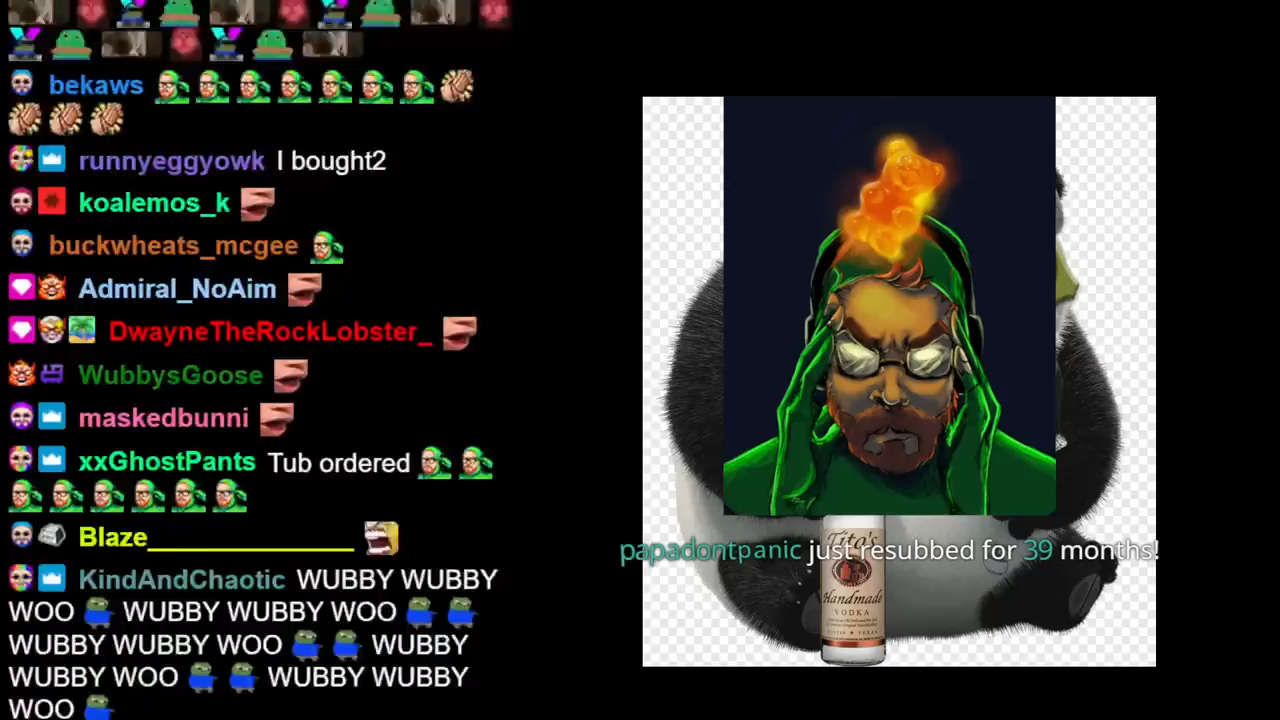 bekaws
runnyeggyowk I bought2
koalemos_k
buckwheats_mcgee
Admiral_NoAim
DwayneTheRockLobster_
WubbysGoose
maskedbunni
xxGhostPants Tub ordered
Blaze______________
KindAndChaotic WUBBY WUBBY
WOO WUBBY WUBBY WOO
WUBBY WUBBY WOO WUBBY
WUBBY WOO WUBBY WUBBY
WOO
Tito's
papadontpanic just resubbed for 39 months!
Handmade
VODKA